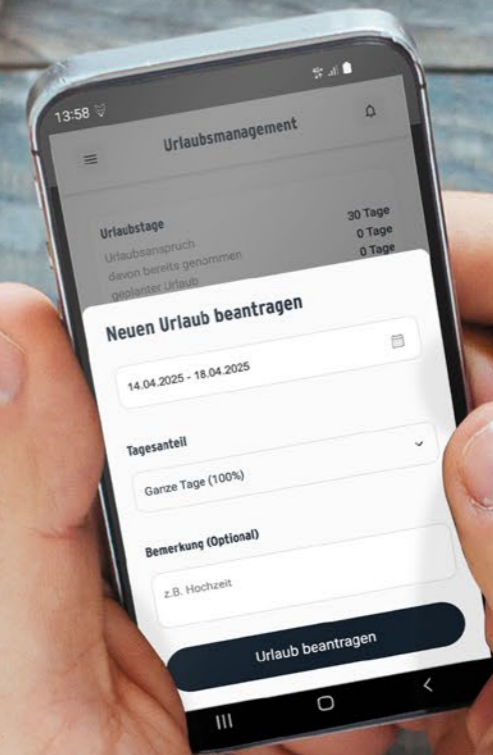 13:58
Urlaubsmanagement
Urlaubstage
Urlaubsanspruch 30 Tage
davon bereits genommen 0 Tage
geplanter Urlaub 0 Tage
Neuen Urlaub beantragen
14.04.2025 - 18.04.2025
Tagesanteil
Ganze Tage (100%)
Bemerkung (Optional)
z.B. Hochzeit
Urlaub beantragen